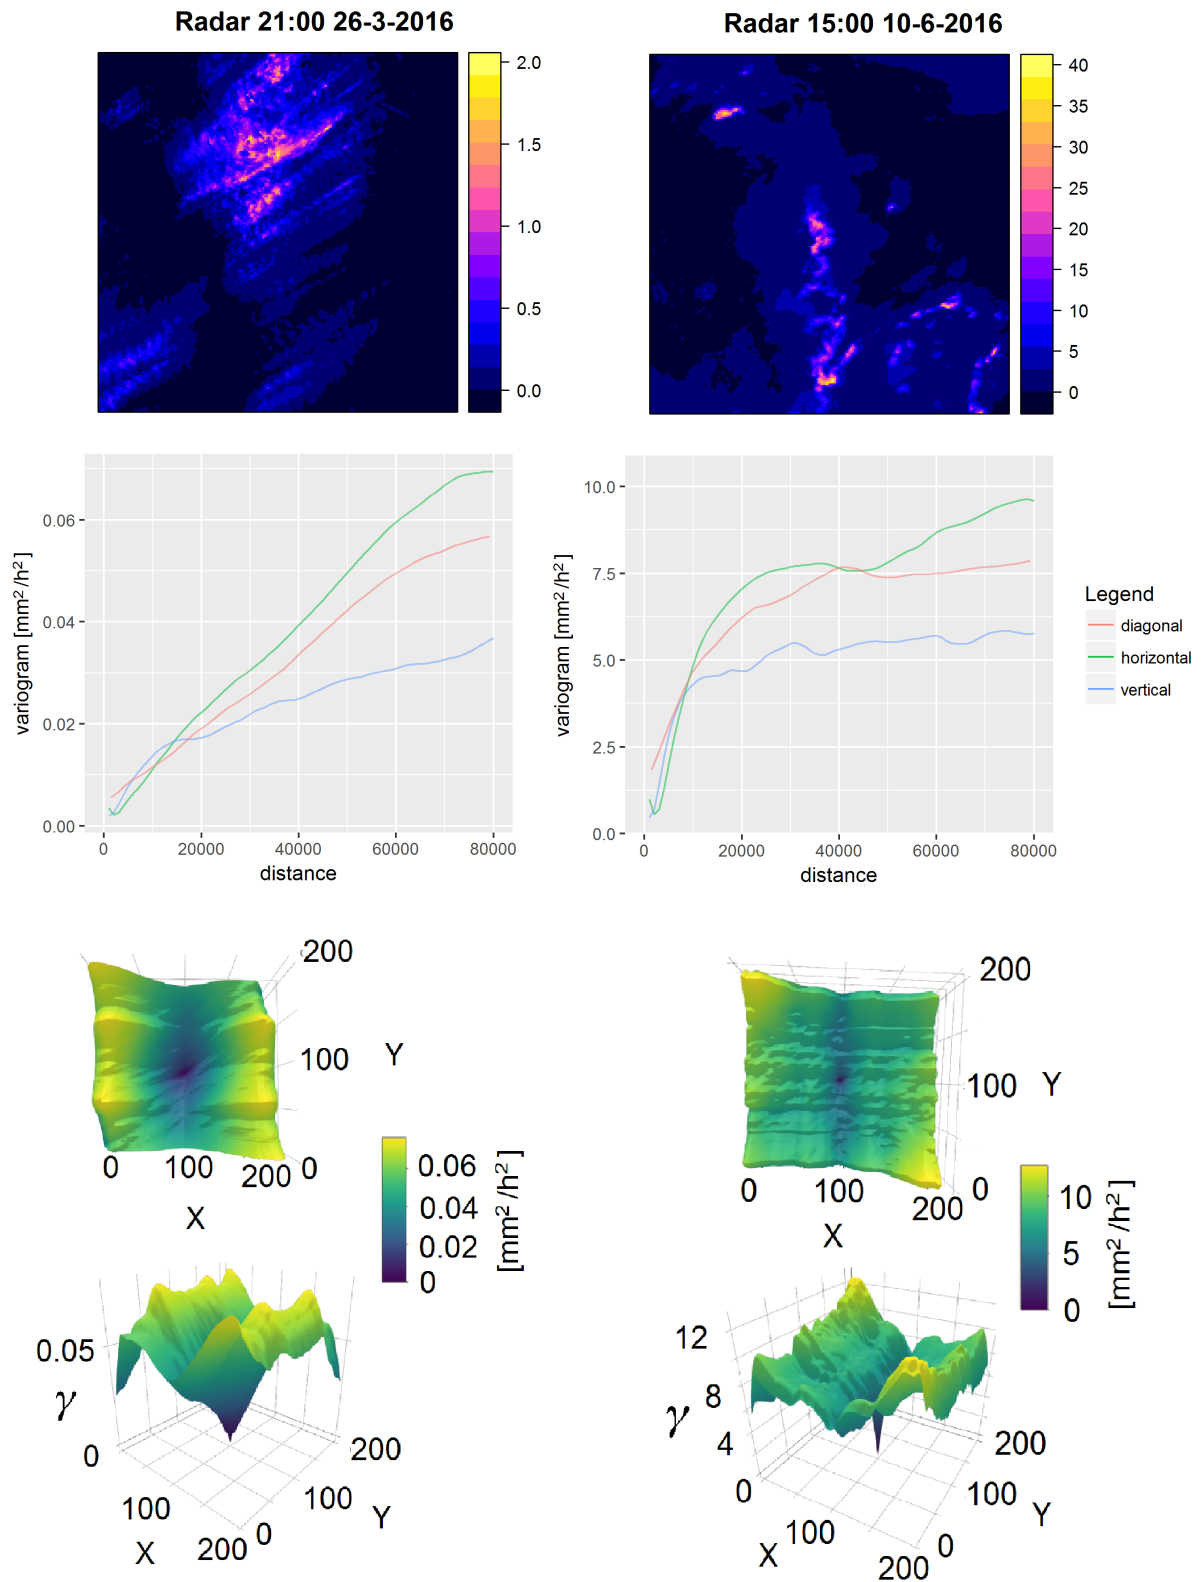 Radar 21:00 26-3-2016
Radar 15:00 10-6-2016
2.0
1.5
1.0
0.5
0.0
40
35
30
25
20
15
10
5
0
variogram [mm²/h²]
0.06
0.04
0.02
0.00
0 20000 40000 60000 80000
distance
variogram [mm²/h²]
10.0
7.5
5.0
2.5
0.0
0 20000 40000 60000 80000
distance
Legend
diagonal
horizontal
vertical
200
100 Y
0 100 200 0
X
200
100 Y
0 100 200 0
X
0.06
0.04
0.02
0
[mm²/h²]
10
5
0
[mm²/h²]
0.05
γ
0
100
X
200
0
100
Y
200
12
8
γ
4
0
100
X
200
0
100
Y
200